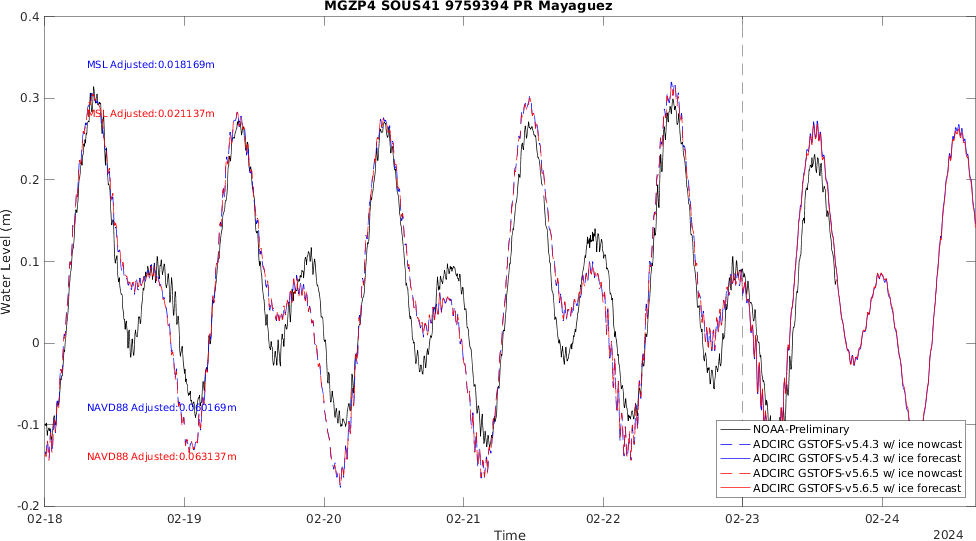 MGZP4 SOUS41 9759394 PR Mayaguez
0.4
0.3
0.2
0.1
0
-0.1
-0.2
Water Level (m)
MSL Adjusted:0.018169m
MSL Adjusted:0.021137m
NAVD88 Adjusted:0.060169m
NAVD88 Adjusted:0.063137m
NOAA-Preliminary
ADCIRC GSTOFS-v5.4.3 w/ ice nowcast
ADCIRC GSTOFS-v5.4.3 w/ ice forecast
ADCIRC GSTOFS-v5.6.5 w/ ice nowcast
ADCIRC GSTOFS-v5.6.5 w/ ice forecast
02-18 02-19 02-20 02-21 02-22 02-23 02-24
Time
2024